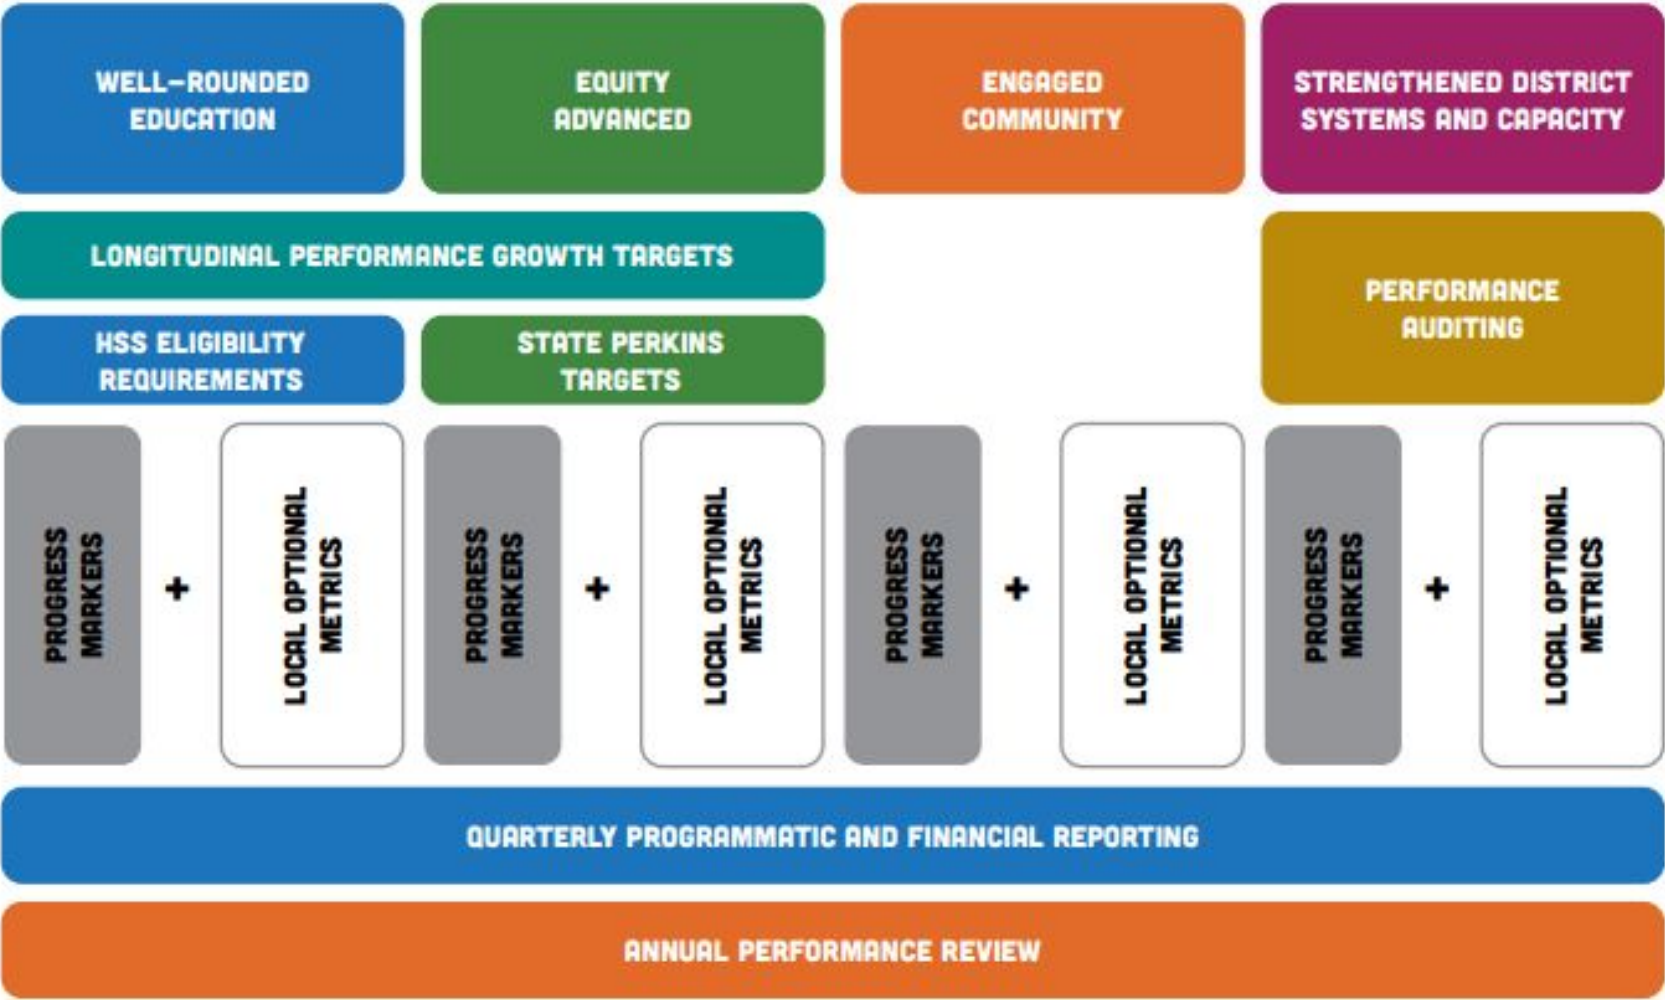 WELL-ROUNDED
EDUCATION
EQUITY
ADVANCED
ENGAGED
COMMUNITY
STRENGTHENED DISTRICT
SYSTEMS AND CAPACITY
LONGITUDINAL PERFORMANCE GROWTH TARGETS
PERFORMANCE
AUDITING
HSS ELIGIBILITY
REQUIREMENTS
STATE PERKINS
TARGETS
PROGRESS
MARKERS
+
LOCAL OPTIONAL
METRICS
PROGRESS
MARKERS
+
LOCAL OPTIONAL
METRICS
PROGRESS
MARKERS
+
LOCAL OPTIONAL
METRICS
PROGRESS
MARKERS
+
LOCAL OPTIONAL
METRICS
QUARTERLY PROGRAMMATIC AND FINANCIAL REPORTING
ANNUAL PERFORMANCE REVIEW